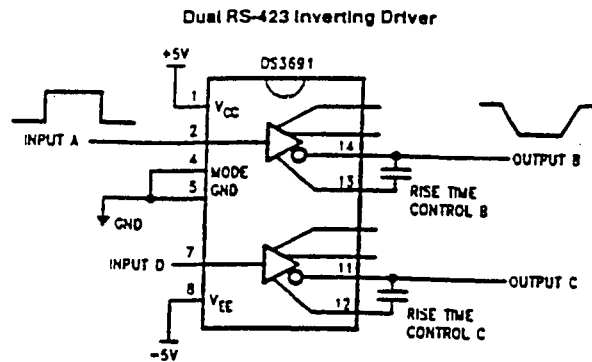 Dual RS-423 Inverting Driver
+5V
DS3691
1
VCC
INPUT A
2
14
OUTPUT B
4
MODE
13
5
GND
GND
RISE TIME
CONTROL B
INPUT D
7
11
OUTPUT C
8
VEE
12
RISE TIME
CONTROL C
-5V